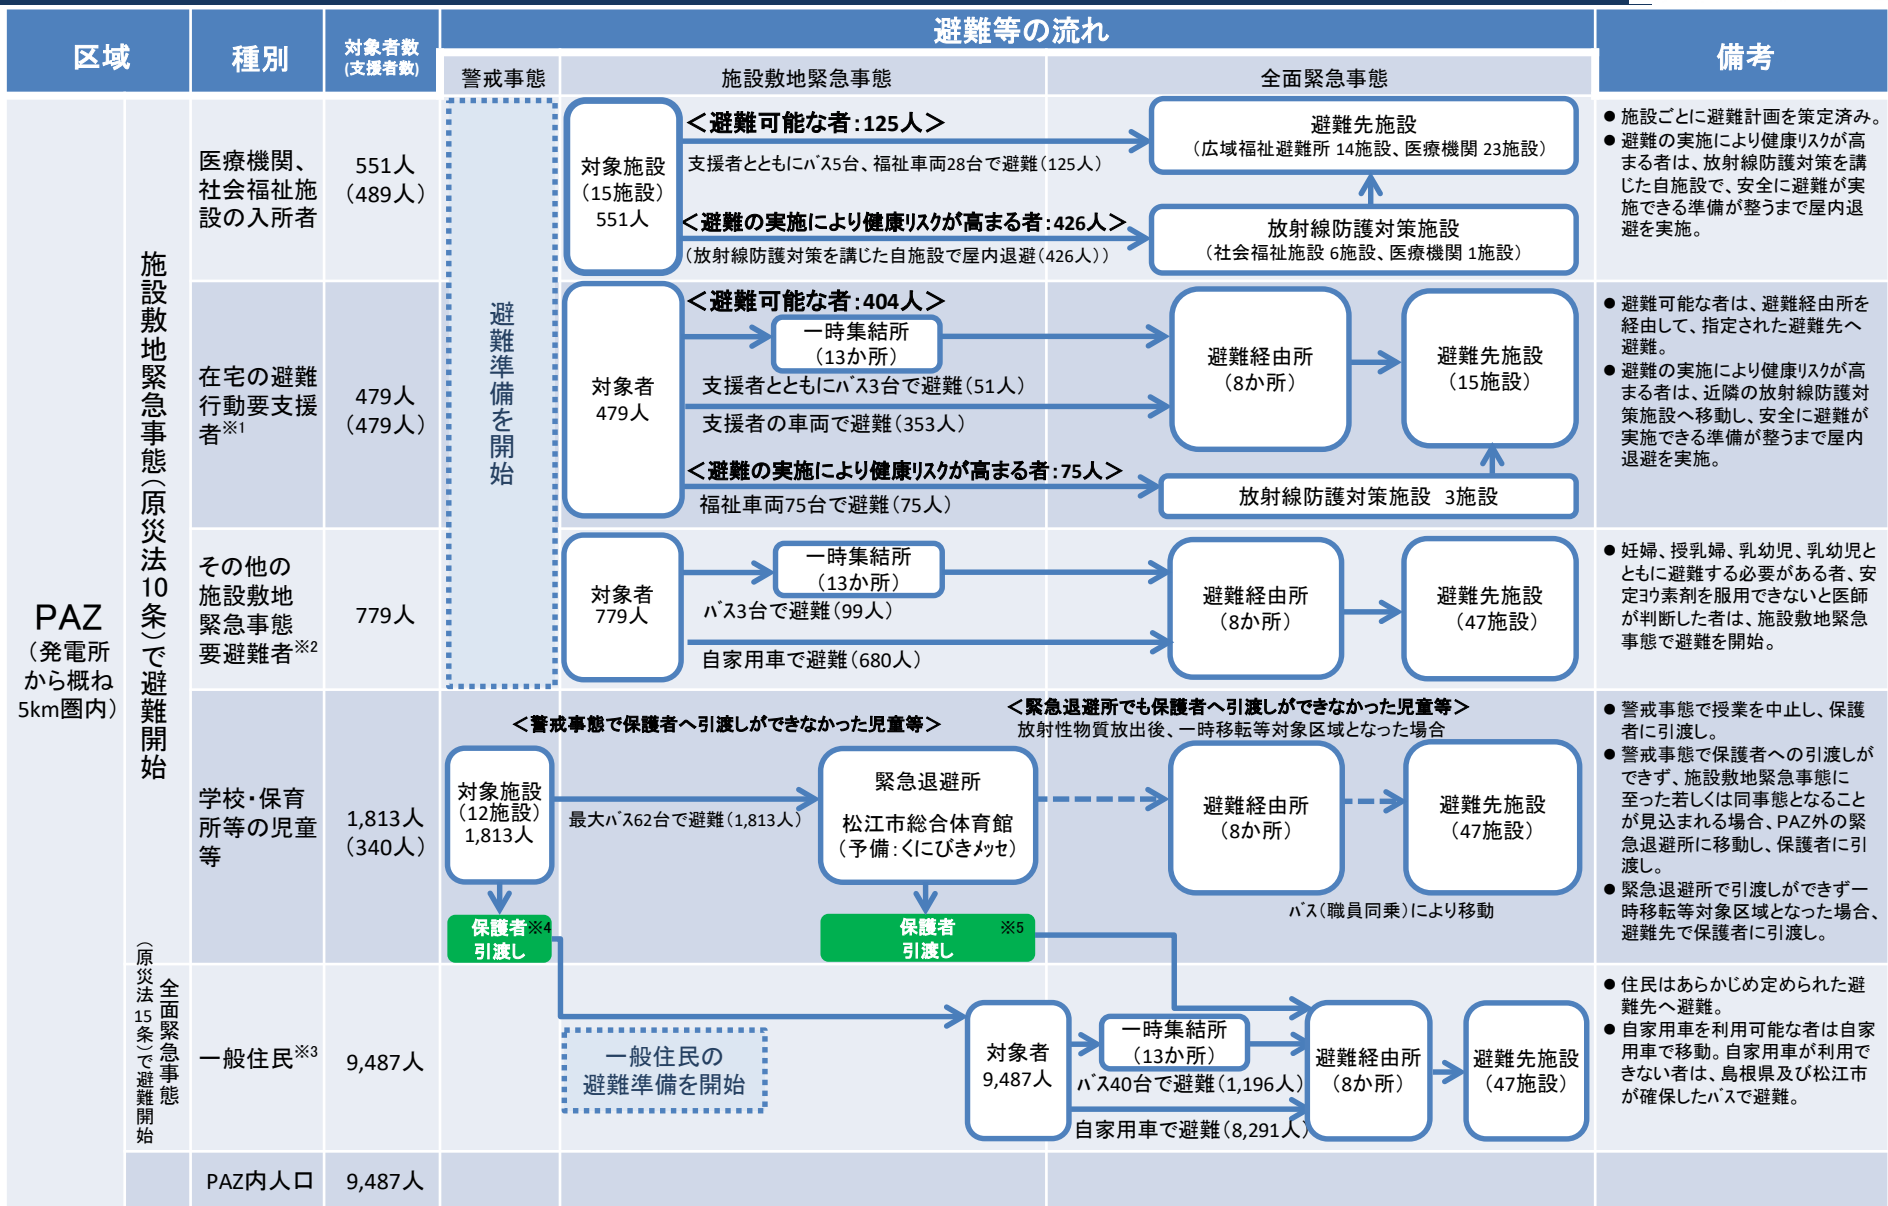 区域
種別
対象者数
(支援者数)
避難等の流れ
備考
警戒事態
施設敷地緊急事態
全面緊急事態
PAZ
（発電所
から概ね
5km圏内）
施設敷地緊急事態（原災法10条）で避難開始
全面緊急事態
（原災法15条）で避難開始
避難準備を開始
医療機関、
社会福祉施
設の入所者
551人
（489人）
対象施設
（15施設）
551人
＜避難可能な者：125人＞
支援者とともにバス5台、福祉車両28台で避難（125人）
＜避難の実施により健康リスクが高まる者：426人＞
（放射線防護対策を講じた自施設で屋内退避（426人））
避難先施設
（広域福祉避難所 14施設、医療機関 23施設）
放射線防護対策施設
（社会福祉施設 6施設、医療機関 1施設）
● 施設ごとに避難計画を策定済み。
● 避難の実施により健康リスクが高
まる者は、放射線防護対策を講
じた自施設で、安全に避難が実
施できる準備が整うまで屋内退
避を実施。
在宅の避難
行動要支援
者※1
479人
（479人）
対象者
479人
＜避難可能な者：404人＞
一時集結所
（13か所）
支援者とともにバス3台で避難（51人）
支援者の車両で避難（353人）
＜避難の実施により健康リスクが高まる者：75人＞
福祉車両75台で避難（75人）
避難経由所
（8か所）
避難先施設
（15施設）
放射線防護対策施設 3施設
● 避難可能な者は、避難経由所を
経由して、指定された避難先へ
避難。
● 避難の実施により健康リスクが高
まる者は、近隣の放射線防護対
策施設へ移動し、安全に避難が
実施できる準備が整うまで屋内
退避を実施。
その他の
施設敷地
緊急事態
要避難者※2
779人
対象者
779人
一時集結所
（13か所）
バス3台で避難（99人）
自家用車で避難（680人）
避難経由所
（8か所）
避難先施設
（47施設）
● 妊婦、授乳婦、乳幼児、乳幼児と
ともに避難する必要がある者、安
定ヨウ素剤を服用できないと医師
が判断した者は、施設敷地緊急
事態で避難を開始。
学校・保育
所等の児童
等
1,813人
（340人）
＜警戒事態で保護者へ引渡しができなかった児童等＞
＜緊急退避所でも保護者へ引渡しができなかった児童等＞
放射性物質放出後、一時移転等対象区域となった場合
対象施設
（12施設）
1,813人
最大バス62台で避難（1,813人）
緊急退避所
松江市総合体育館
（予備：くにびきメッセ）
避難経由所
（8か所）
避難先施設
（47施設）
バス（職員同乗）により移動
保護者※4
引渡し
保護者 ※5
引渡し
● 警戒事態で授業を中止し、保護
者に引渡し。
● 警戒事態で保護者への引渡しが
できず、施設敷地緊急事態に
至った若しくは同事態となること
が見込まれる場合、PAZ外の緊
急退避所に移動し、保護者に引
渡し。
● 緊急退避所で引渡しができず一
時移転等対象区域となった場合、
避難先で保護者に引渡し。
一般住民※3
9,487人
一般住民の
避難準備を開始
対象者
9,487人
一時集結所
（13か所）
バス40台で避難（1,196人）
自家用車で避難（8,291人）
避難経由所
（8か所）
避難先施設
（47施設）
● 住民はあらかじめ定められた避
難先へ避難。
● 自家用車を利用可能な者は自家
用車で移動。自家用車が利用で
きない者は、島根県及び松江市
が確保したバスで避難。
PAZ内人口
9,487人